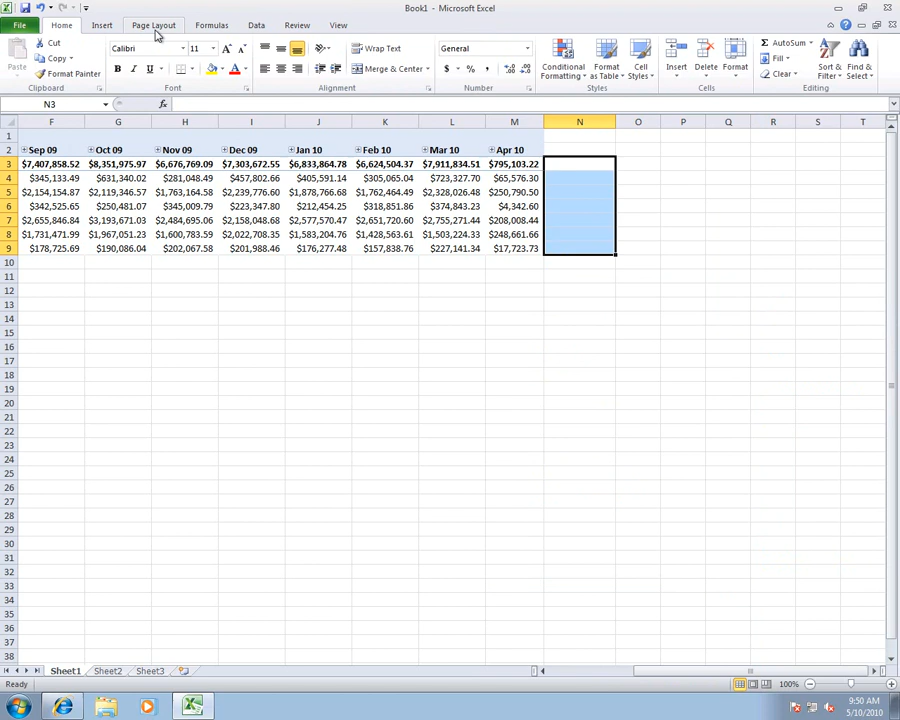 Book1 - Microsoft Excel
File Home Insert Page Layout Formulas Data Review View
Paste Cut Copy Format Painter Clipboard
Calibri 11 B I U A A A Font
Wrap Text Merge & Center Alignment
General $ % , .0 .00 .00 .0 Number
Conditional Formatting Format as Table Cell Styles Styles
Insert Delete Format Cells
Σ AutoSum Fill Clear Sort & Filter Find & Select Editing
N3 fx
F G H I J K L M N O P Q R S T
1
2 Sep 09 Oct 09 Nov 09 Dec 09 Jan 10 Feb 10 Mar 10 Apr 10
3 $7,407,858.52 $8,351,975.97 $6,676,769.09 $7,303,672.55 $6,833,864.78 $6,624,504.37 $7,911,834.51 $795,103.22
4 $345,133.49 $631,340.02 $281,048.49 $457,802.66 $405,591.14 $305,065.04 $723,327.70 $65,576.30
5 $2,154,154.87 $2,119,346.57 $1,763,164.58 $2,239,776.60 $1,878,766.68 $1,762,464.49 $2,328,026.48 $250,790.50
6 $342,525.65 $250,481.07 $345,009.79 $223,347.80 $212,454.25 $318,851.86 $374,843.23 $4,342.60
7 $2,655,846.84 $3,193,671.03 $2,484,695.06 $2,158,048.68 $2,577,570.47 $2,651,720.60 $2,755,271.44 $208,008.44
8 $1,731,471.99 $1,967,051.23 $1,600,783.59 $2,022,708.35 $1,583,204.76 $1,428,563.61 $1,503,224.33 $248,661.66
9 $178,725.69 $190,086.04 $202,067.58 $201,988.46 $176,277.48 $157,838.76 $227,141.34 $17,723.73
10
11
12
13
14
15
16
17
18
19
20
21
22
23
24
25
26
27
28
29
30
31
32
33
34
35
36
37
38
Sheet1 Sheet2 Sheet3
Ready 100%
9:50 AM
5/10/2010